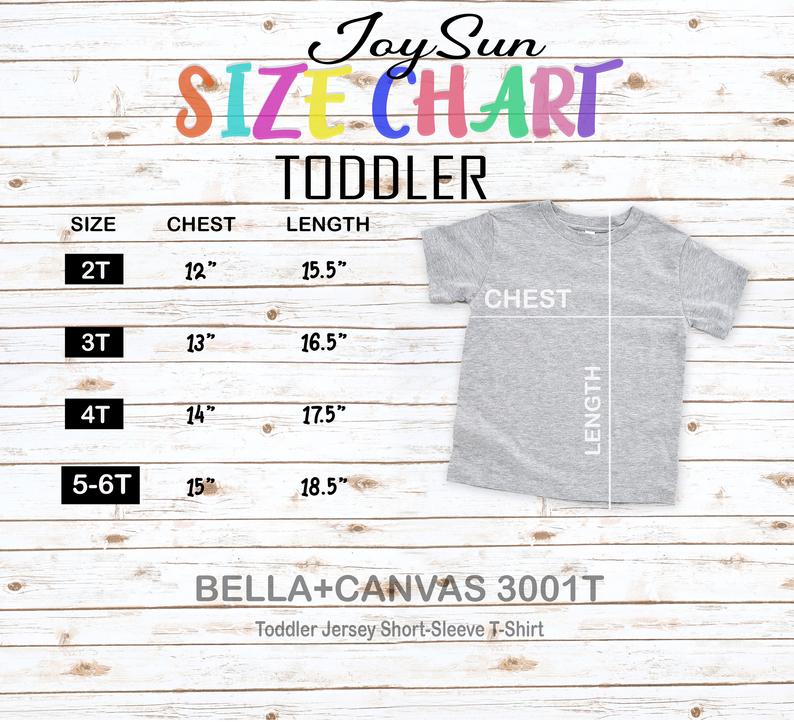 JoySun
SIZE CHART
TODDLER
SIZE CHEST LENGTH
2T 12” 15.5”
3T 13” 16.5”
4T 14” 17.5”
5-6T 15” 18.5”
CHEST
LENGTH
BELLA+CANVAS 3001T
Toddler Jersey Short-Sleeve T-Shirt